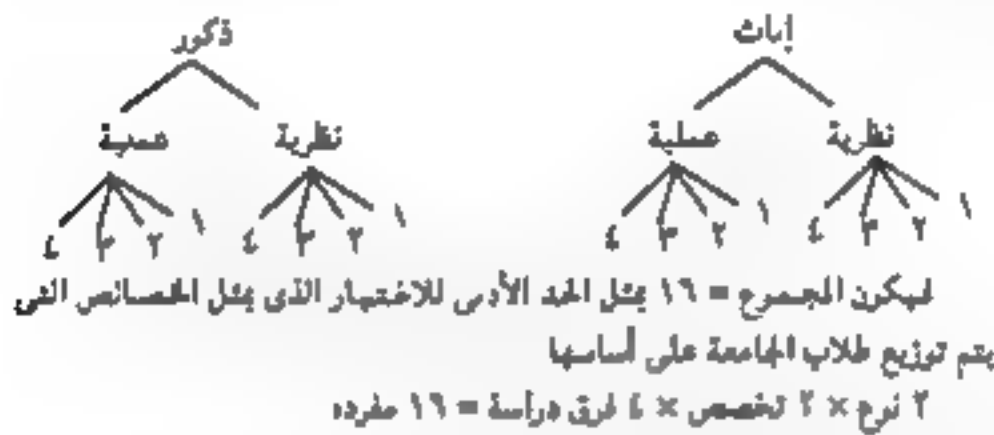 إناث ذكور
نظرية عملية نظرية عملية
١ ٢ ٣ ٤ ١ ٢ ٣ ٤ ١ ٢ ٣ ٤ ١ ٢ ٣ ٤
ليكون المجموع = ١٦ يمثل الحد الأدنى للاختيار الذى يمثل الخصائص التى
يتم توزيع طلاب الجامعة على أساسها
٢ نوع × ٢ تخصص × ٤ فرق دراسة = ١٦ مفرده